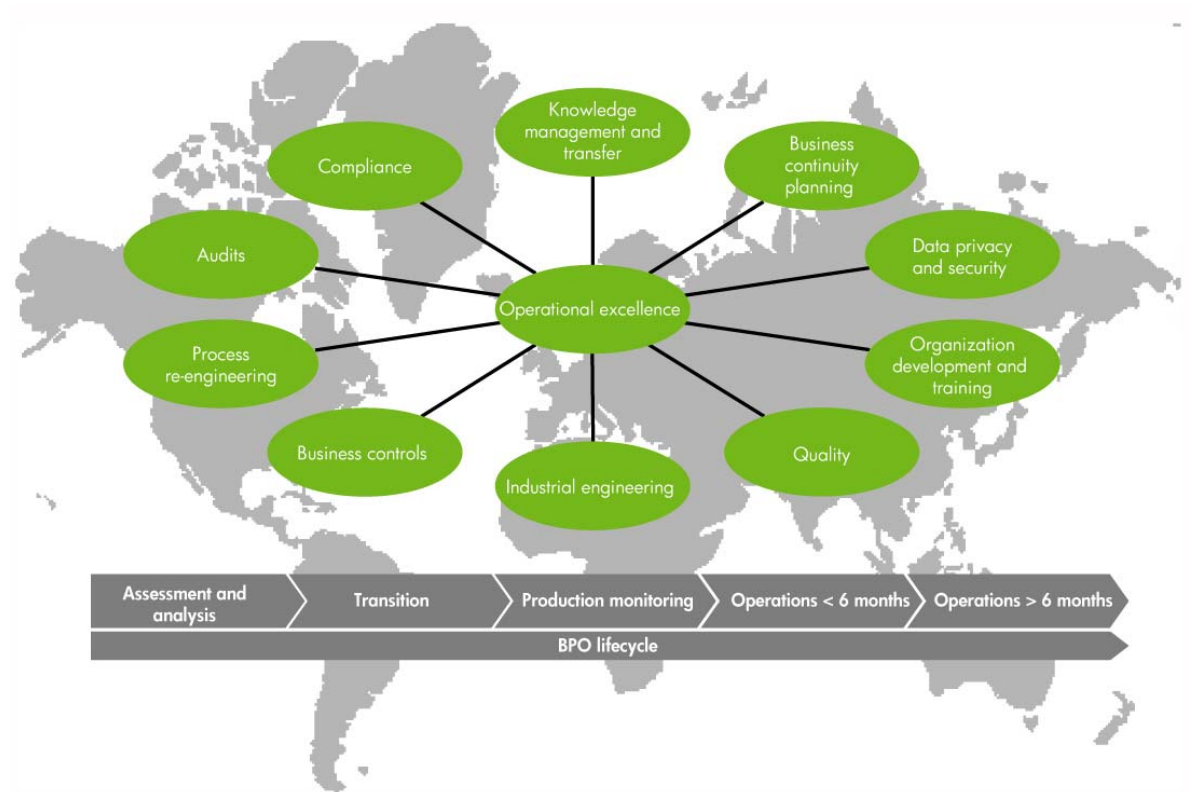 Knowledge
management and
transfer
Business
continuity
planning
Compliance
Data privacy
and security
Audits
Operational excellence
Organization
development and
training
Process
re-engineering
Business controls
Quality
Industrial engineering
Assessment and
analysis
Transition
Production monitoring
Operations < 6 months
Operations > 6 months
BPO lifecycle